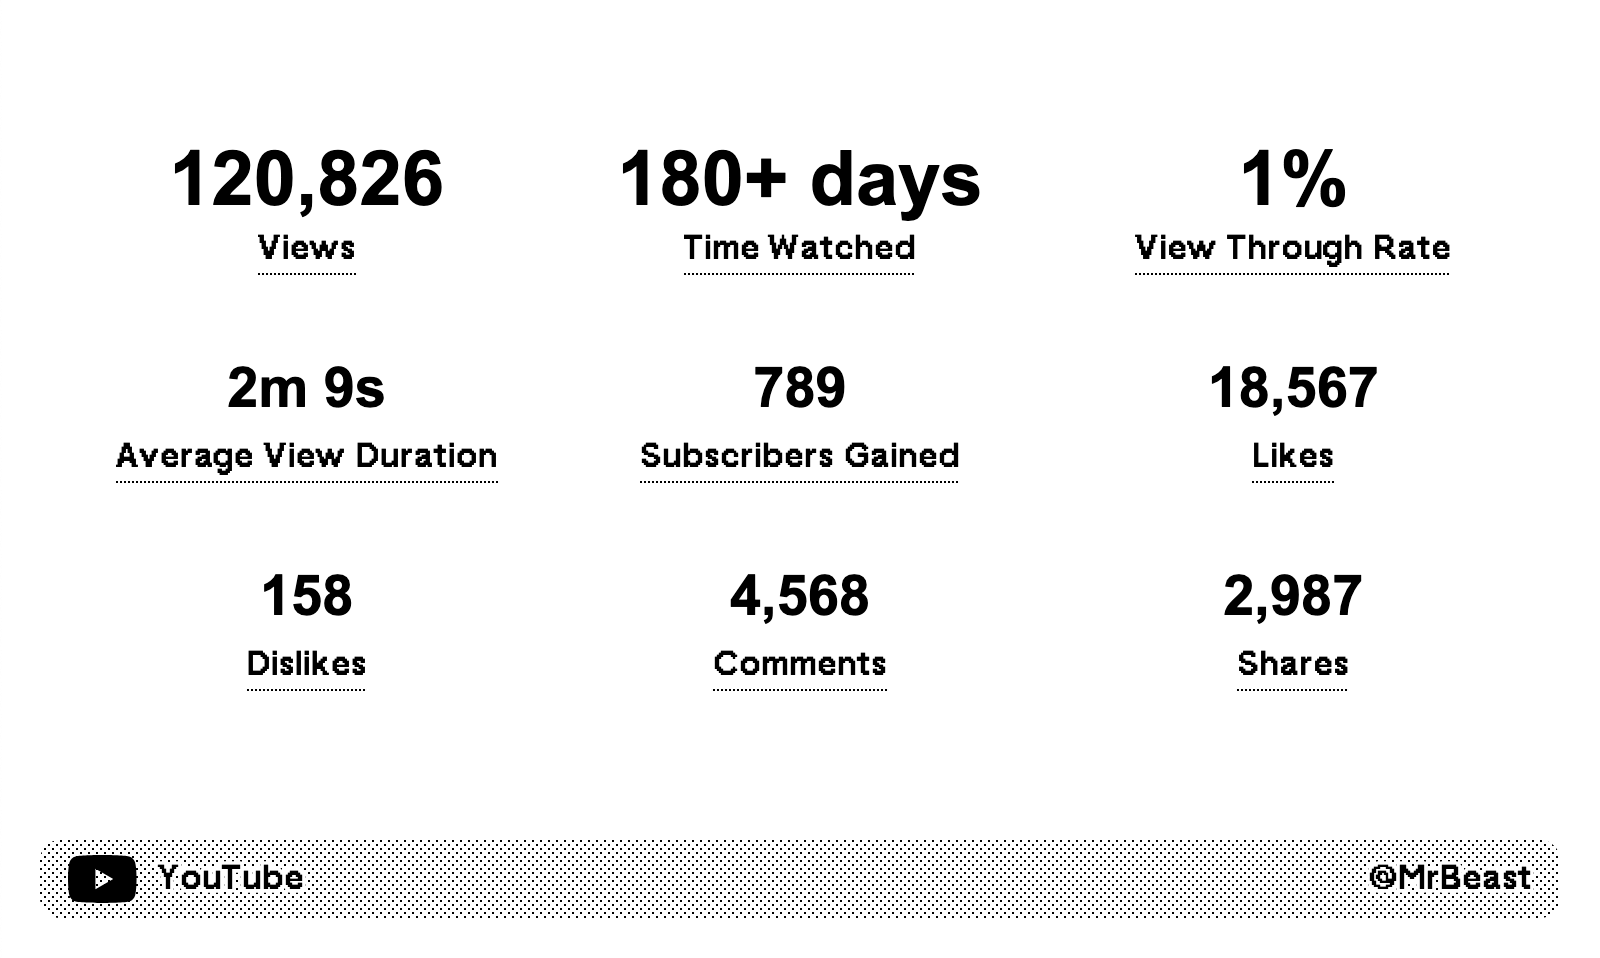 120,826
Views
180+ days
Time Watched
1%
View Through Rate
2m 9s
Average View Duration
789
Subscribers Gained
18,567
Likes
158
Dislikes
4,568
Comments
2,987
Shares
YouTube
@MrBeast